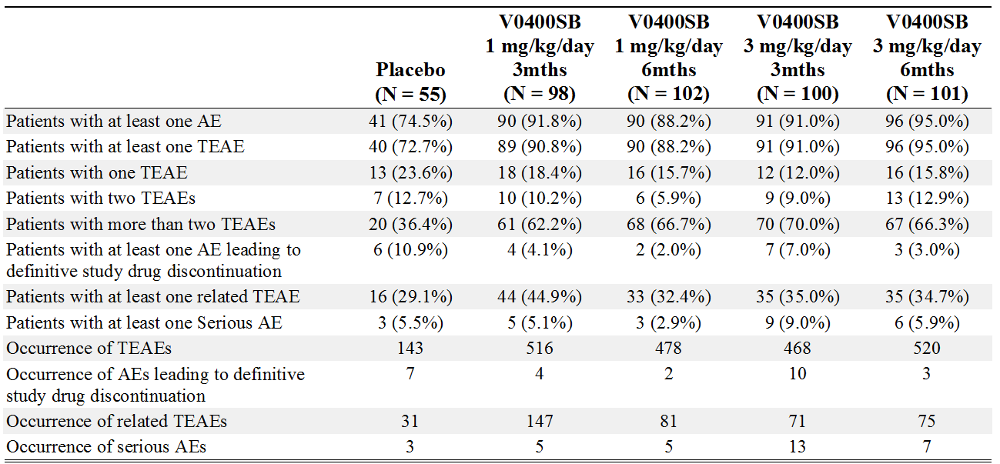 Placebo
(N = 55)
V0400SB
1 mg/kg/day
3mths
(N = 98)
V0400SB
1 mg/kg/day
6mths
(N = 102)
V0400SB
3 mg/kg/day
3mths
(N = 100)
V0400SB
3 mg/kg/day
6mths
(N = 101)
Patients with at least one AE 41 (74.5%) 90 (91.8%) 90 (88.2%) 91 (91.0%) 96 (95.0%)
Patients with at least one TEAE 40 (72.7%) 89 (90.8%) 90 (88.2%) 91 (91.0%) 96 (95.0%)
Patients with one TEAE 13 (23.6%) 18 (18.4%) 16 (15.7%) 12 (12.0%) 16 (15.8%)
Patients with two TEAEs 7 (12.7%) 10 (10.2%) 6 (5.9%) 9 (9.0%) 13 (12.9%)
Patients with more than two TEAEs 20 (36.4%) 61 (62.2%) 68 (66.7%) 70 (70.0%) 67 (66.3%)
Patients with at least one AE leading to 6 (10.9%) 4 (4.1%) 2 (2.0%) 7 (7.0%) 3 (3.0%)
definitive study drug discontinuation
Patients with at least one related TEAE 16 (29.1%) 44 (44.9%) 33 (32.4%) 35 (35.0%) 35 (34.7%)
Patients with at least one Serious AE 3 (5.5%) 5 (5.1%) 3 (2.9%) 9 (9.0%) 6 (5.9%)
Occurrence of TEAEs 143 516 478 468 520
Occurrence of AEs leading to definitive 7 4 2 10 3
study drug discontinuation
Occurrence of related TEAEs 31 147 81 71 75
Occurrence of serious AEs 3 5 5 13 7